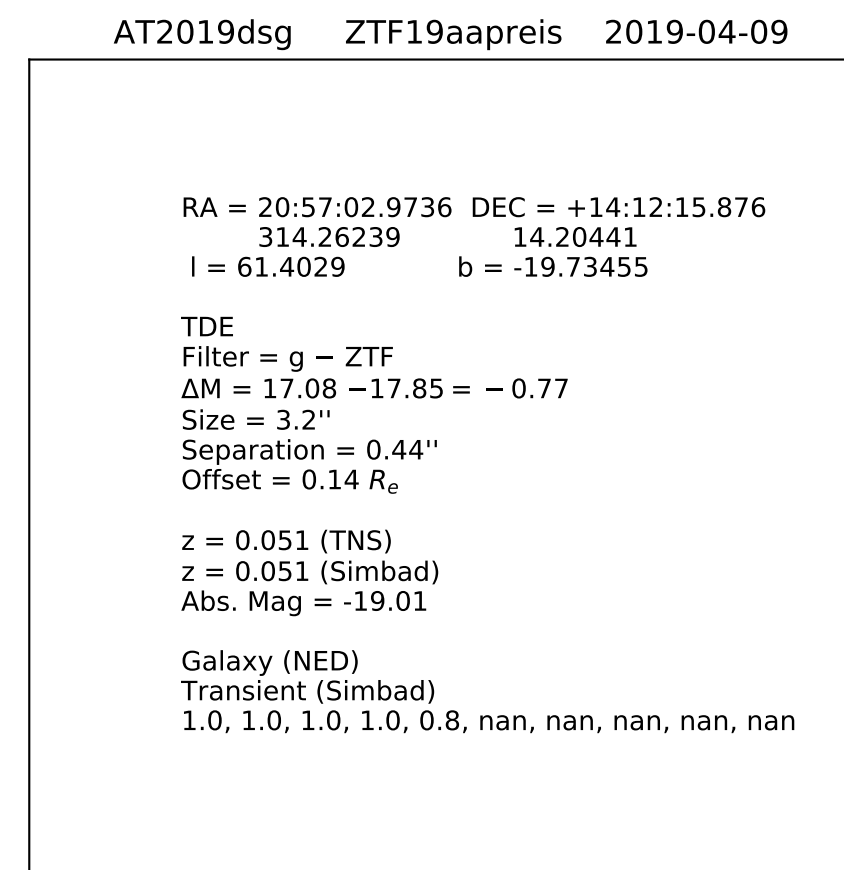 AT2019dsg ZTF19aapreis 2019-04-09
RA = 20:57:02.9736 DEC = +14:12:15.876
314.26239 14.20441
l = 61.4029 b = -19.73455
TDE
Filter = g − ZTF
ΔM = 17.08 −17.85 = − 0.77
Size = 3.2''
Separation = 0.44''
Offset = 0.14 Rₑ
z = 0.051 (TNS)
z = 0.051 (Simbad)
Abs. Mag = -19.01
Galaxy (NED)
Transient (Simbad)
1.0, 1.0, 1.0, 1.0, 0.8, nan, nan, nan, nan, nan